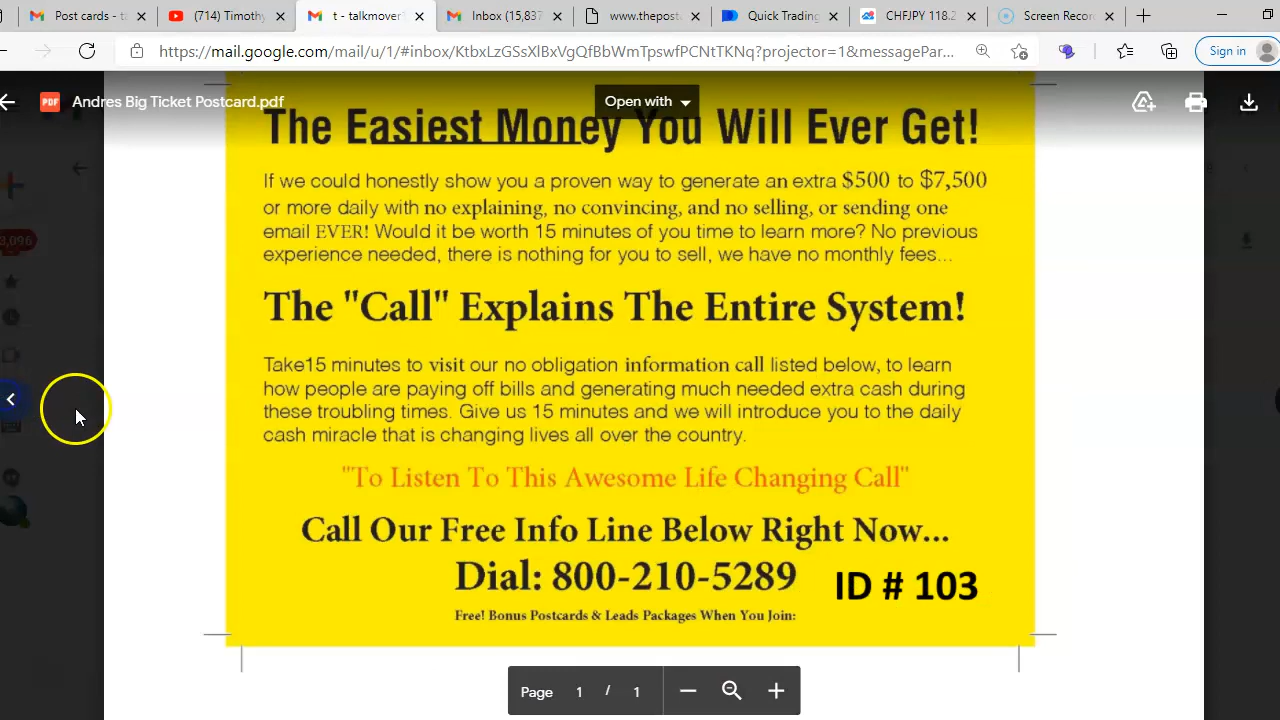 Post cards - ta
(714) Timothy
t - talkmover
Inbox (15,837
www.thepost
Quick Trading
CHFJPY 118.2
Screen Recor
https://mail.google.com/mail/u/1/#inbox/KtbxLzGSsXlBxVgQfBbWmTpswfPCNtTKNq?projector=1&messagePar...
Sign in
PDF
Andres Big Ticket Postcard.pdf
Open with
The Easiest Money You Will Ever Get!
If we could honestly show you a proven way to generate an extra $500 to $7,500
or more daily with no explaining, no convincing, and no selling, or sending one
email EVER! Would it be worth 15 minutes of you time to learn more? No previous
experience needed, there is nothing for you to sell, we have no monthly fees...
3,096
The "Call" Explains The Entire System!
Take15 minutes to visit our no obligation information call listed below, to learn
how people are paying off bills and generating much needed extra cash during
these troubling times. Give us 15 minutes and we will introduce you to the daily
cash miracle that is changing lives all over the country.
"To Listen To This Awesome Life Changing Call"
Call Our Free Info Line Below Right Now...
Dial: 800-210-5289
ID # 103
Free! Bonus Postcards & Leads Packages When You Join:
Page 1 / 1